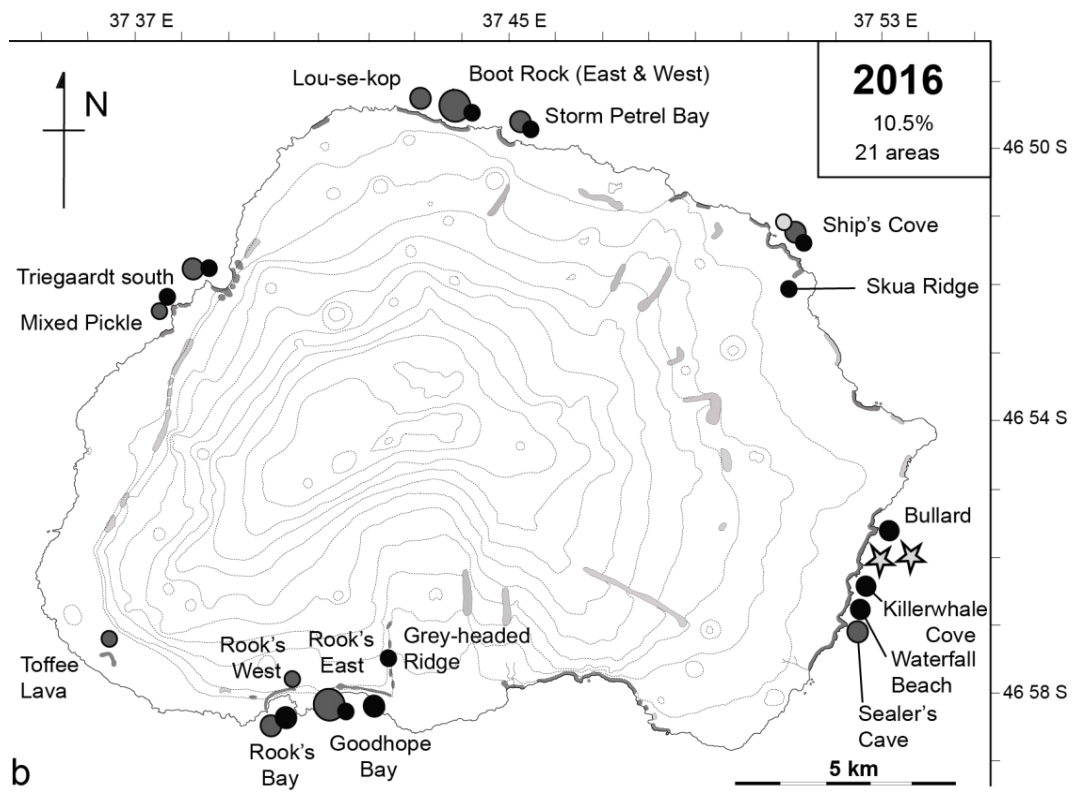 37 37 E
37 45 E
37 53 E
N
Lou-se-kop
Boot Rock (East & West)
Storm Petrel Bay
2016
10.5%
21 areas
46 50 S
Ship's Cove
Skua Ridge
Triegaardt south
Mixed Pickle
46 54 S
Bullard
Killerwhale
Cove
Waterfall
Beach
Sealer's
Cave
Toffee
Lava
Rook's
West
Rook's
East
Grey-headed
Ridge
46 58 S
Rook's
Bay
Goodhope
Bay
5 km
b